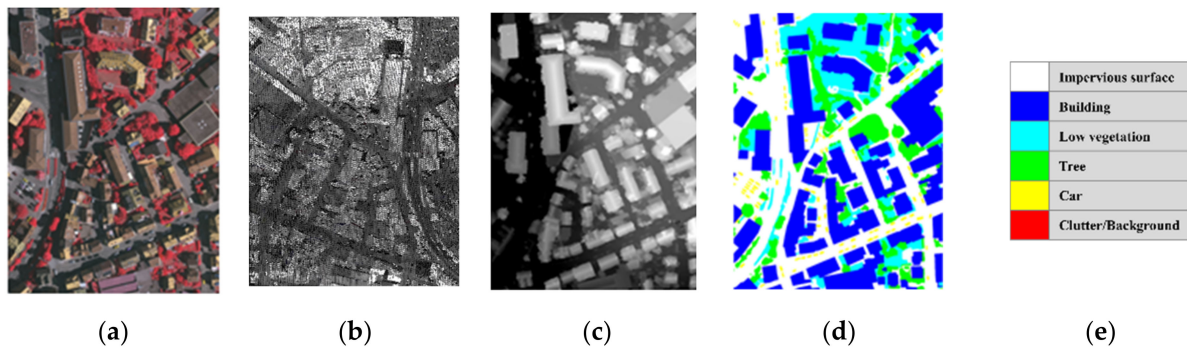 Impervious surface
Building
Low vegetation
Tree
Car
Clutter/Background
(a) (b) (c) (d) (e)